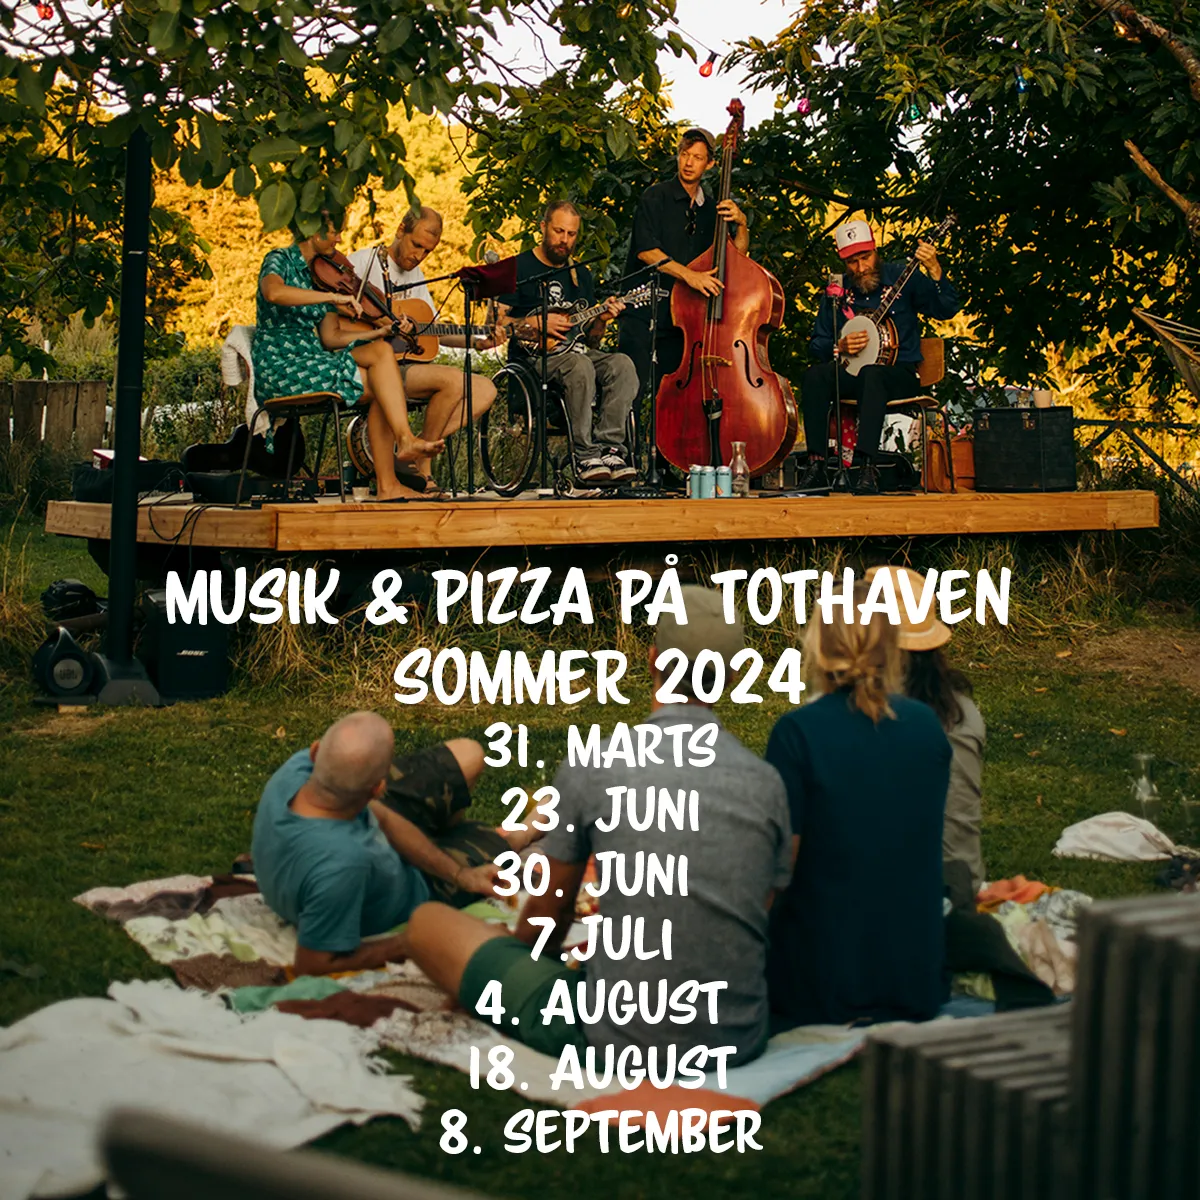 MUSIK & PIZZA PÅ TOTHAVEN
SOMMER 2024
31. MARTS
23. JUNI
30. JUNI
7.JULI
4. AUGUST
18. AUGUST
8. SEPTEMBER
BOSE